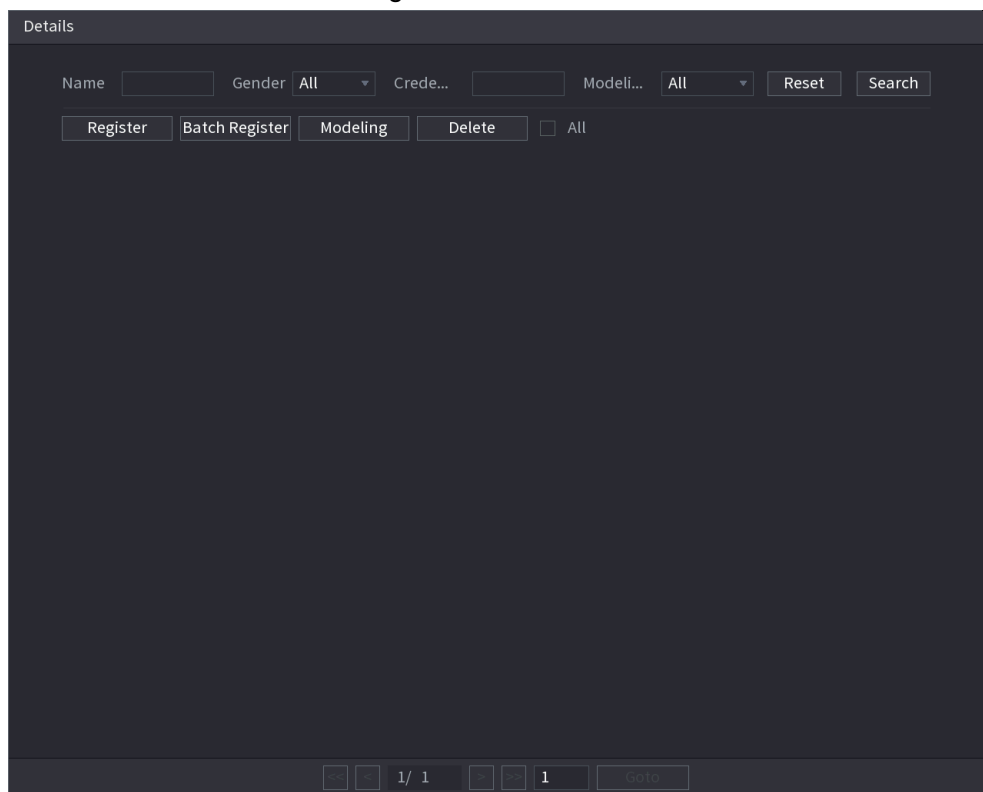 Details
Name Gender All Crede... Modeli... All Reset Search
Register Batch Register Modeling Delete All
<< < 1/ 1 > >> 1 Goto